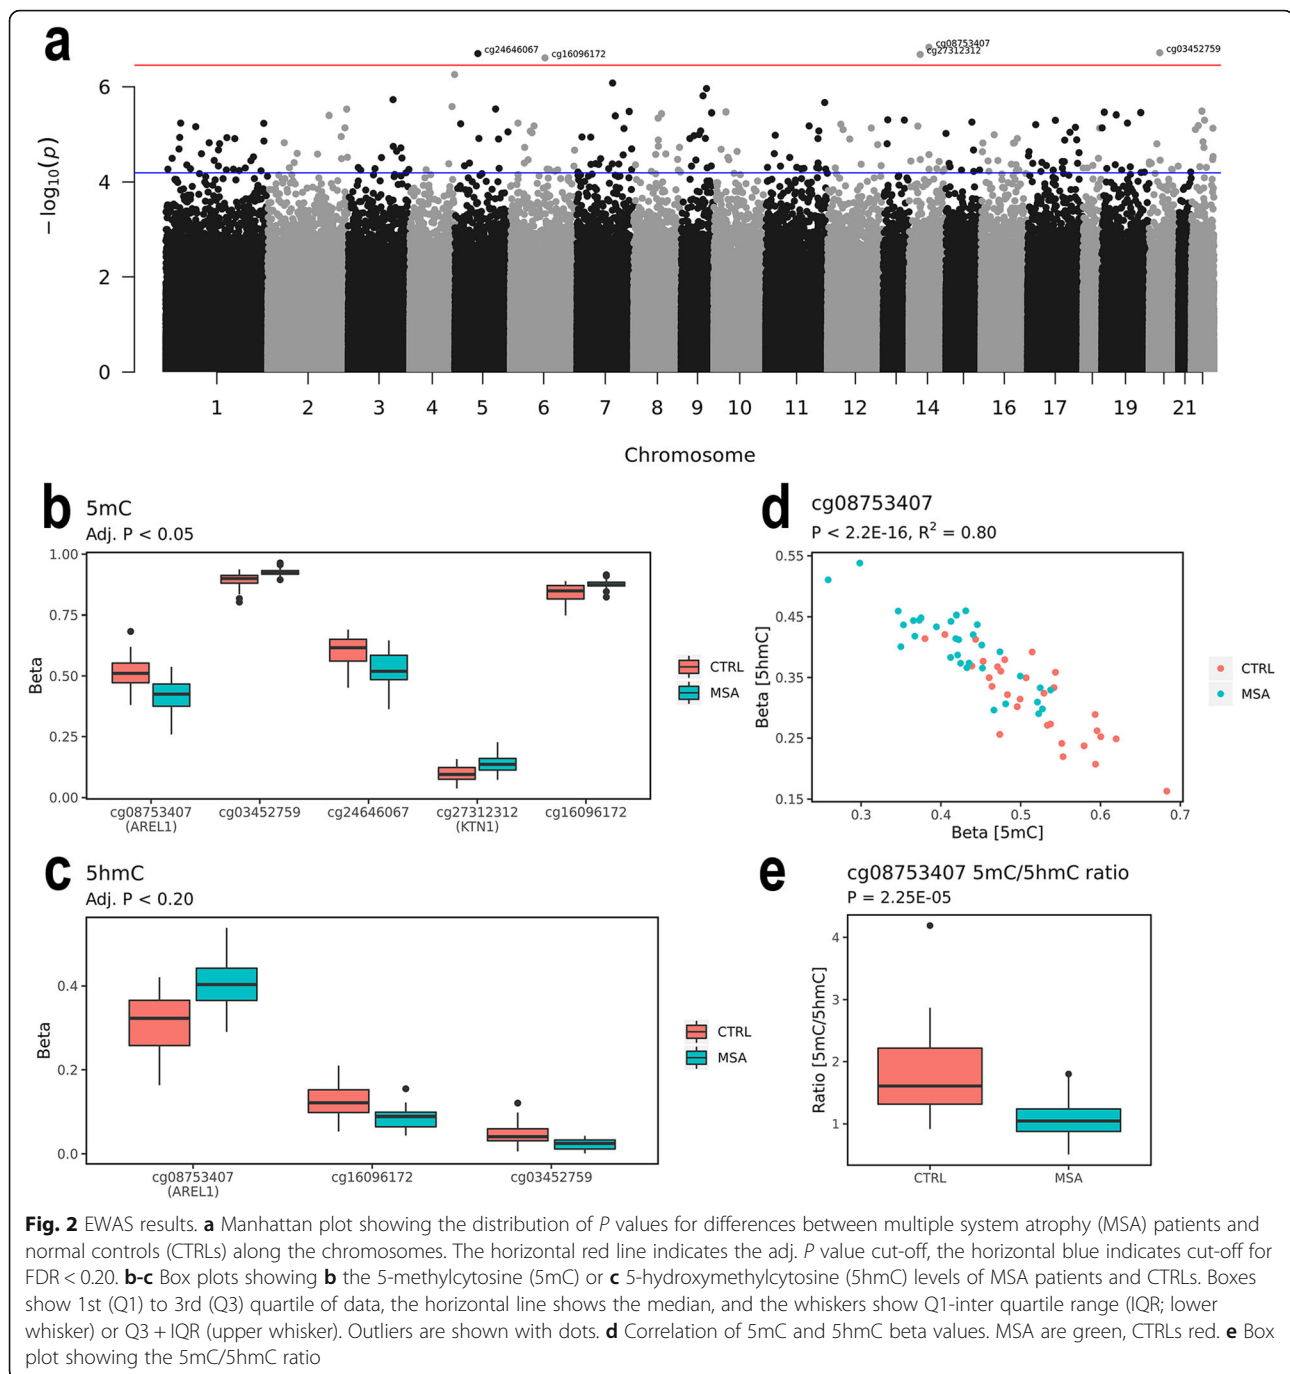 a
cg24646067
cg16096172
cg08753407
cg27312312
cg03452759
6
4
2
0
−log10(p)
1 2 3 4 5 6 7 8 9 10 11 12 14 16 17 19 21
Chromosome
b
5mC
Adj. P < 0.05
1.00
0.75
0.50
0.25
0.00
Beta
cg08753407 cg03452759 cg24646067 cg27312312 cg16096172
(AREL1) (KTN1)
CTRL
MSA
d
cg08753407
P < 2.2E-16, R² = 0.80
0.55
0.45
0.35
0.25
0.15
Beta [5hmC]
0.3 0.4 0.5 0.6 0.7
Beta [5mC]
CTRL
MSA
c
5hmC
Adj. P < 0.20
0.4
0.2
0.0
Beta
cg08753407 cg16096172 cg03452759
(AREL1)
CTRL
MSA
e
cg08753407 5mC/5hmC ratio
P = 2.25E-05
4
3
2
1
Ratio [5mC/5hmC]
CTRL MSA
Fig. 2 EWAS results. a Manhattan plot showing the distribution of P values for differences between multiple system atrophy (MSA) patients and
normal controls (CTRLs) along the chromosomes. The horizontal red line indicates the adj. P value cut-off, the horizontal blue indicates cut-off for
FDR < 0.20. b-c Box plots showing b the 5-methylcytosine (5mC) or c 5-hydroxymethylcytosine (5hmC) levels of MSA patients and CTRLs. Boxes
show 1st (Q1) to 3rd (Q3) quartile of data, the horizontal line shows the median, and the whiskers show Q1-inter quartile range (IQR; lower
whisker) or Q3 + IQR (upper whisker). Outliers are shown with dots. d Correlation of 5mC and 5hmC beta values. MSA are green, CTRLs red. e Box
plot showing the 5mC/5hmC ratio